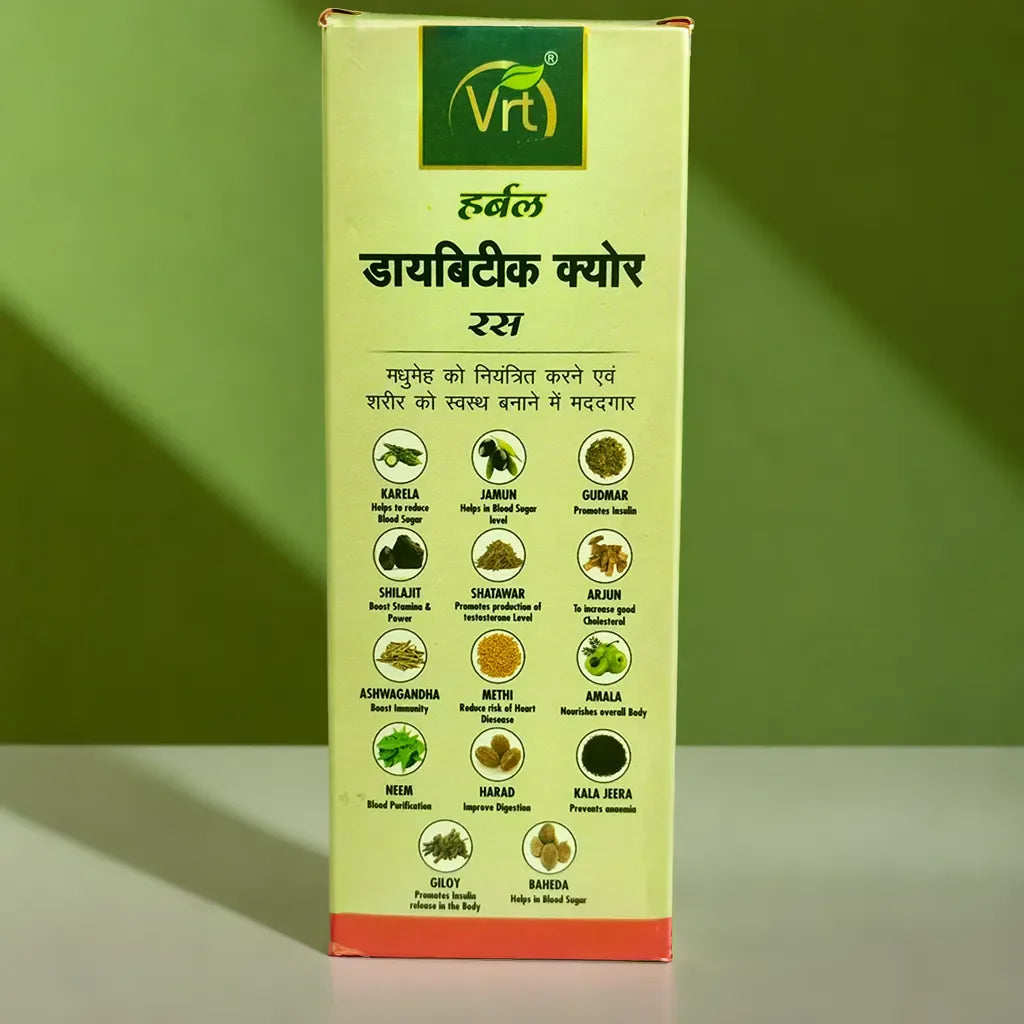 Vrt®
हर्बल
डायबिटीक क्योर
रस
मधुमेह को नियंत्रित करने एवं
शरीर को स्वस्थ बनाने में मददगार
KARELA
Helps to reduce
Blood Sugar
JAMUN
Helps in Blood Sugar
level
GUDMAR
Promotes Insulin
SHILAJIT
Boost Stamina &
Power
SHATAWAR
Promotes production of
testosterone Level
ARJUN
To increase good
Cholesterol
ASHWAGANDHA
Boost Immunity
METHI
Reduce risk of Heart
Diesease
AMALA
Nourishes overall Body
NEEM
Blood Purification
HARAD
Improve Digestion
KALA JEERA
Prevents anaemia
GILOY
Promotes Insulin
release in the Body
BAHEDA
Helps in Blood Sugar